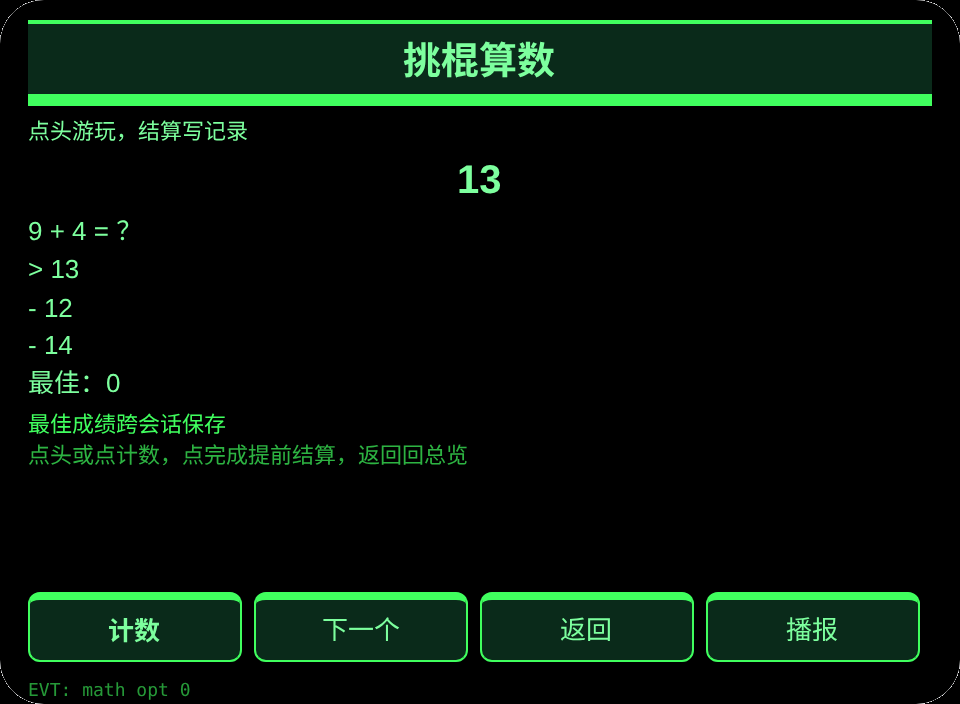 挑棍算数
点头游玩，结算写记录
13
9 + 4 = ？
> 13
- 12
- 14
最佳：0
最佳成绩跨会话保存
点头或点计数，点完成提前结算，返回回总览
计数
下一个
返回
播报
EVT: math opt 0